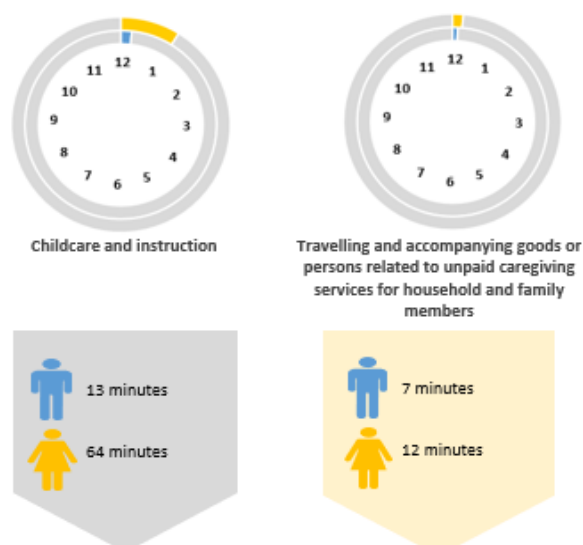 12
11 1
10 2
9 3
8 4
7 5
6
Childcare and instruction
13 minutes
64 minutes
12
11 1
10 2
9 3
8 4
7 5
6
Travelling and accompanying goods or
persons related to unpaid caregiving
services for household and family
members
7 minutes
12 minutes